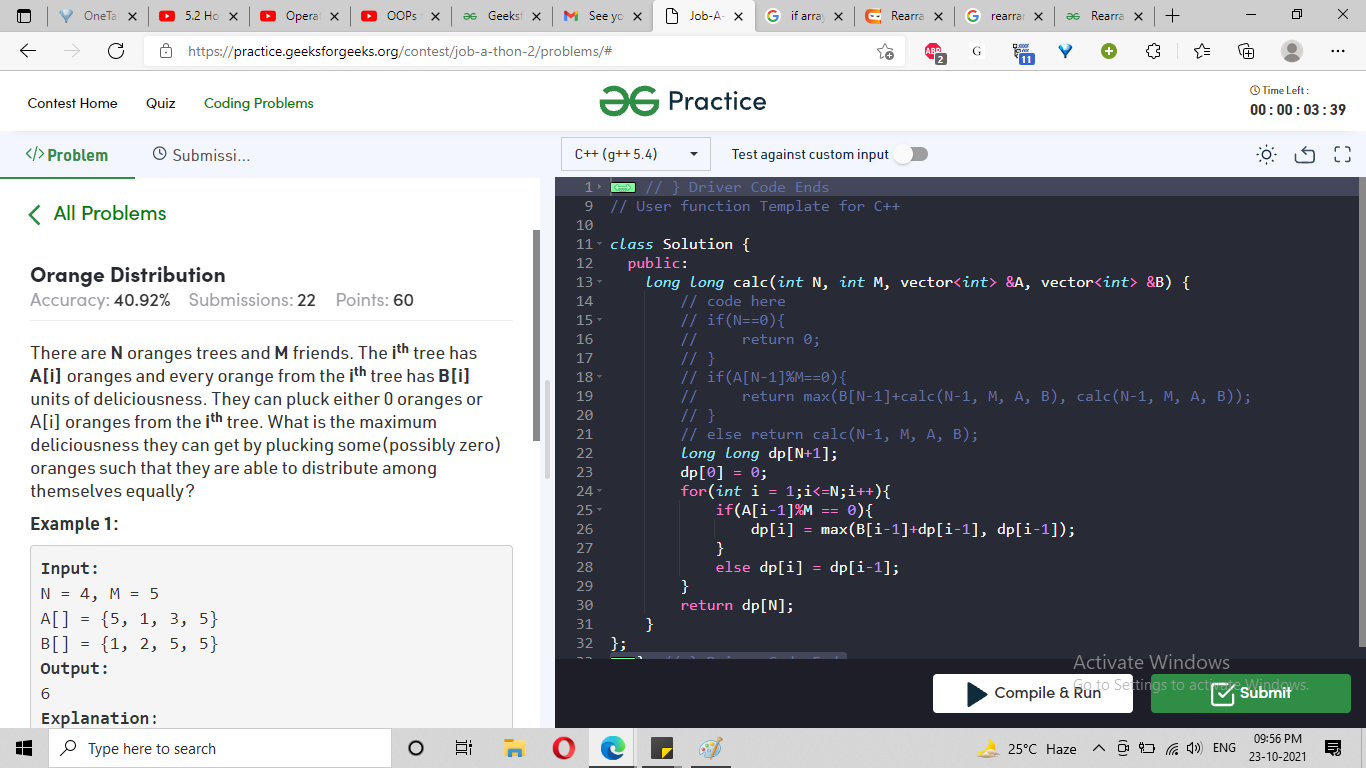 OneTa
5.2 Ho
Operat
OOPs
Geeksf
See yo
Job-A-
if array
Rearra
rearrar
Rearra
https://practice.geeksforgeeks.org/contest/job-a-thon-2/problems/#
ABP
2
G
11
Contest Home Quiz Coding Problems
Practice
Time Left :
00 : 00 : 03 : 39
</> Problem
Submissi...
C++ (g++ 5.4)
Test against custom input
All Problems
Orange Distribution
Accuracy: 40.92% Submissions: 22 Points: 60
There are N oranges trees and M friends. The ith tree has
A[i] oranges and every orange from the ith tree has B[i]
units of deliciousness. They can pluck either 0 oranges or
A[i] oranges from the ith tree. What is the maximum
deliciousness they can get by plucking some(possibly zero)
oranges such that they are able to distribute among
themselves equally?
Example 1:
Input:
N = 4, M = 5
A[] = {5, 1, 3, 5}
B[] = {1, 2, 5, 5}
Output:
6
Explanation:
1 // } Driver Code Ends
9 // User function Template for C++
10
11 class Solution {
12 public:
13 long long calc(int N, int M, vector<int> &A, vector<int> &B) {
14 // code here
15 // if(N==0){
16 // return 0;
17 // }
18 // if(A[N-1]%M==0){
19 // return max(B[N-1]+calc(N-1, M, A, B), calc(N-1, M, A, B));
20 // }
21 // else return calc(N-1, M, A, B);
22 long long dp[N+1];
23 dp[0] = 0;
24 for(int i = 1;i<=N;i++){
25 if(A[i-1]%M == 0){
26 dp[i] = max(B[i-1]+dp[i-1], dp[i-1]);
27 }
28 else dp[i] = dp[i-1];
29 }
30 return dp[N];
31 }
32 };
Activate Windows
Go to Settings to activate Windows.
Compile & Run
Submit
Type here to search
25°C Haze
ENG
09:56 PM
23-10-2021